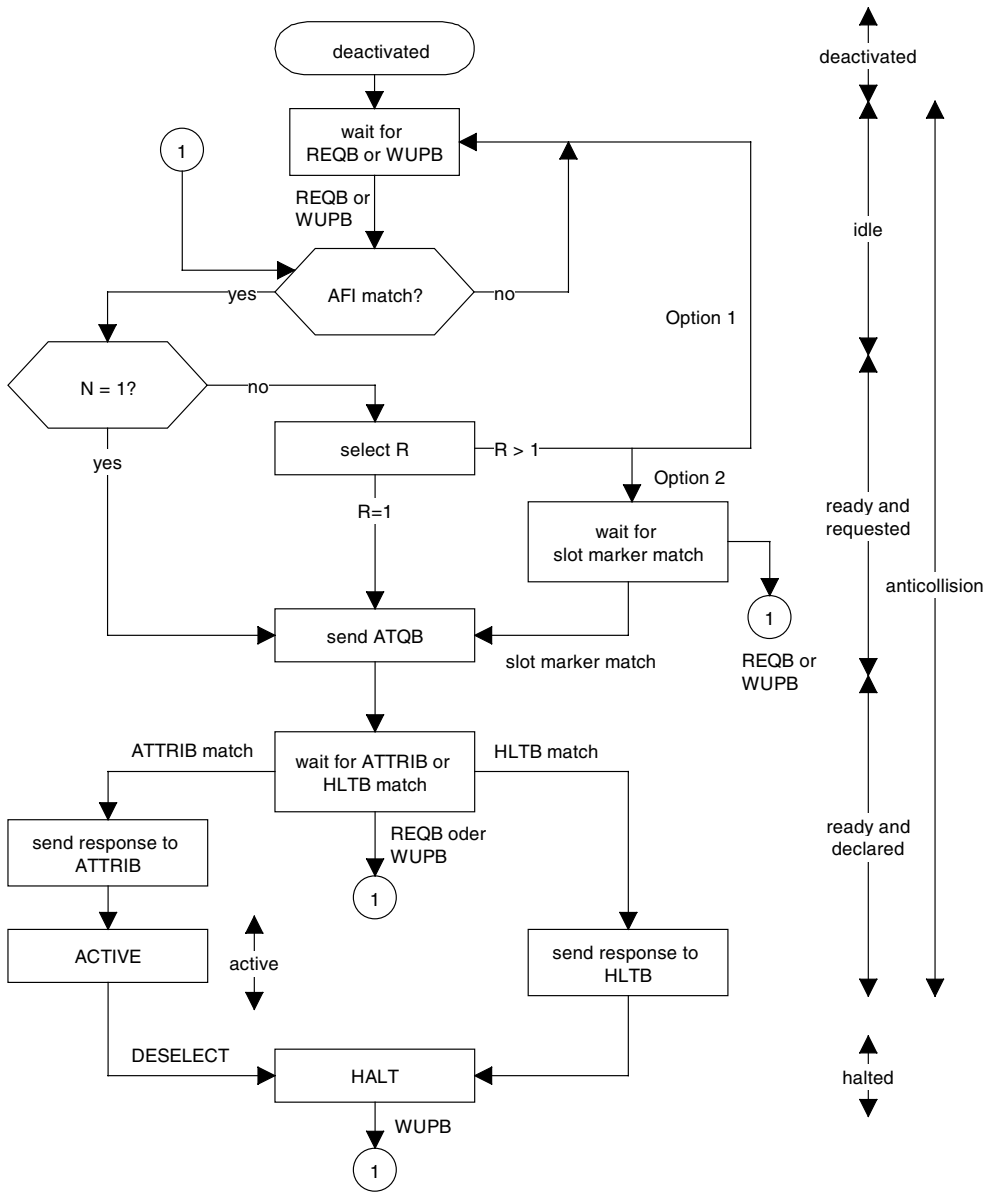 deactivated
deactivated
wait for
REQB or WUPB
1
REQB or
WUPB
idle
AFI match?
yes
no
Option 1
N = 1?
no
select R
R > 1
yes
Option 2
R=1
wait for
slot marker match
ready and
requested
anticollision
1
send ATQB
slot marker match
REQB or
WUPB
ATTRIB match
wait for ATTRIB or
HLTB match
HLTB match
send response to
ATTRIB
REQB oder
WUPB
ready and
declared
1
ACTIVE
active
send response to
HLTB
DESELECT
HALT
halted
WUPB
1